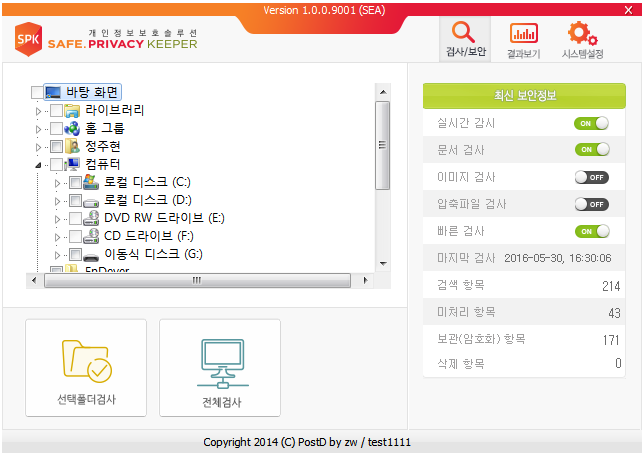 Version 1.0.0.9001 (SEA)
X
SPK
개인정보보호솔루션
SAFE.PRIVACY KEEPER
검사/보안
결과보기
시스템설정
바탕 화면
라이브러리
홈 그룹
정주현
컴퓨터
로컬 디스크 (C:)
로컬 디스크 (D:)
DVD RW 드라이브 (E:)
CD 드라이브 (F:)
이동식 디스크 (G:)
선택폴더검사
전체검사
최신 보안정보
실시간 감시 ON
문서 검사 ON
이미지 검사 OFF
압축파일 검사 OFF
빠른 검사 ON
마지막 검사 2016-05-30, 16:30:06
검색 항목 214
미처리 항목 43
보관(암호화) 항목 171
삭제 항목 0
Copyright 2014 (C) PostD by zw / test1111